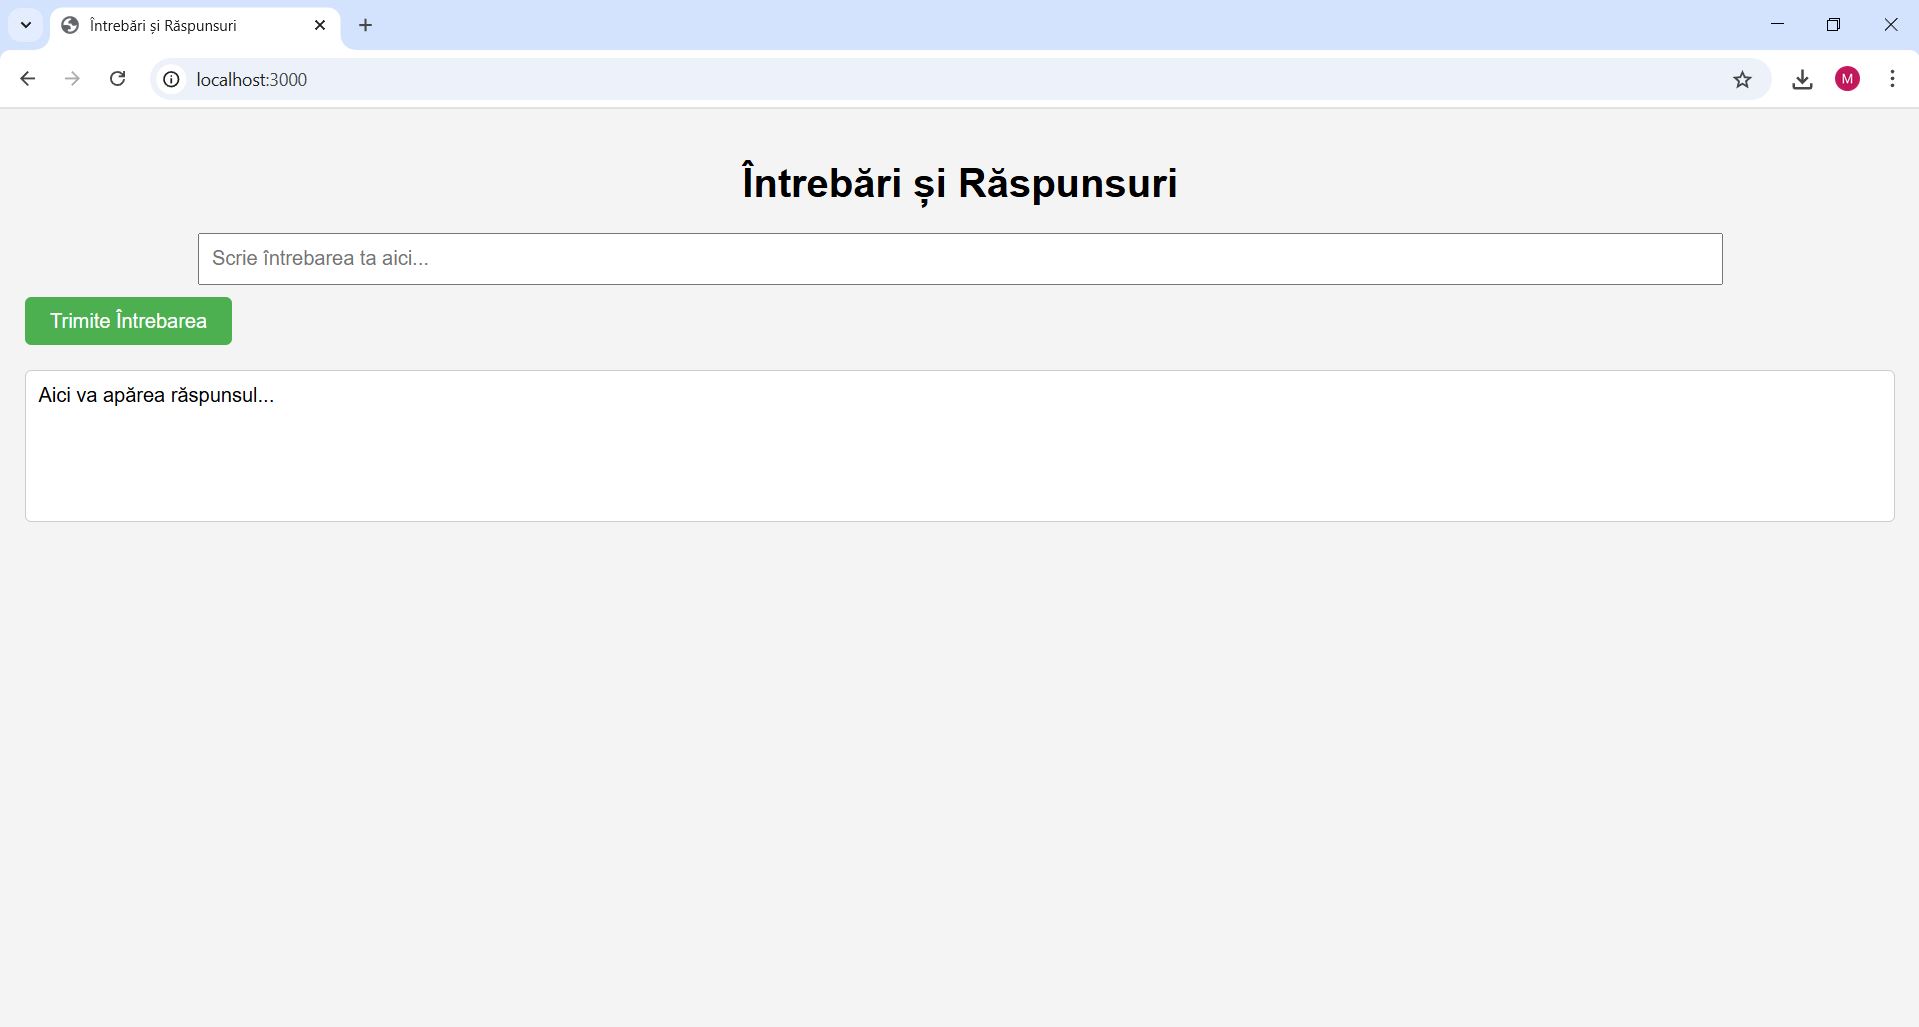 Întrebări și Răspunsuri
localhost:3000
M
Întrebări și Răspunsuri
Scrie întrebarea ta aici...
Trimite Întrebarea
Aici va apărea răspunsul...